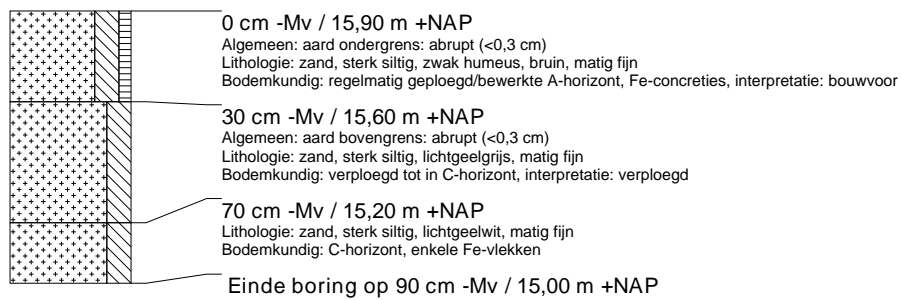 0 cm -Mv / 15,90 m +NAP
Algemeen: aard ondergrens: abrupt (<0,3 cm)
Lithologie: zand, sterk siltig, zwak humeus, bruin, matig fijn
Bodemkundig: regelmatig geploegd/bewerkte A-horizont, Fe-concreties, interpretatie: bouwvoor
30 cm -Mv / 15,60 m +NAP
Algemeen: aard bovengrens: abrupt (<0,3 cm)
Lithologie: zand, sterk siltig, lichtgeelgrijs, matig fijn
Bodemkundig: verploegd tot in C-horizont, interpretatie: verploegd
70 cm -Mv / 15,20 m +NAP
Lithologie: zand, sterk siltig, lichtgeelwit, matig fijn
Bodemkundig: C-horizont, enkele Fe-vlekken
Einde boring op 90 cm -Mv / 15,00 m +NAP